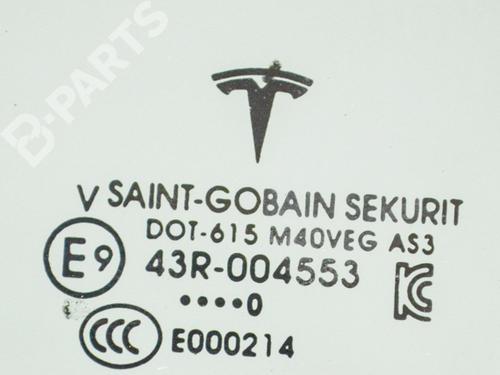 B-PARTS
V SAINT-GOBAIN SEKURIT
DOT-615 M40VEG AS3
E9 43R-004553
••••0
CCC E000214